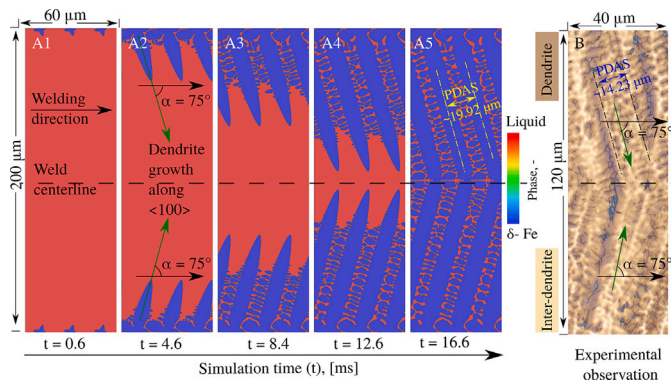 60 μm
40 μm
A1
A2
A3
A4
A5
B
200 μm
Welding
direction
Weld
centerline
α = 75°
Dendrite
growth
along
<100>
α = 75°
PDAS
~19.92 μm
Liquid
Phase, -
δ- Fe
Dendrite
120 μm
Inter-dendrite
PDAS
~14.23 μm
α = 75°
α = 75°
t = 0.6
t = 4.6
t = 8.4
t = 12.6
t = 16.6
Simulation time (t), [ms]
Experimental
observation